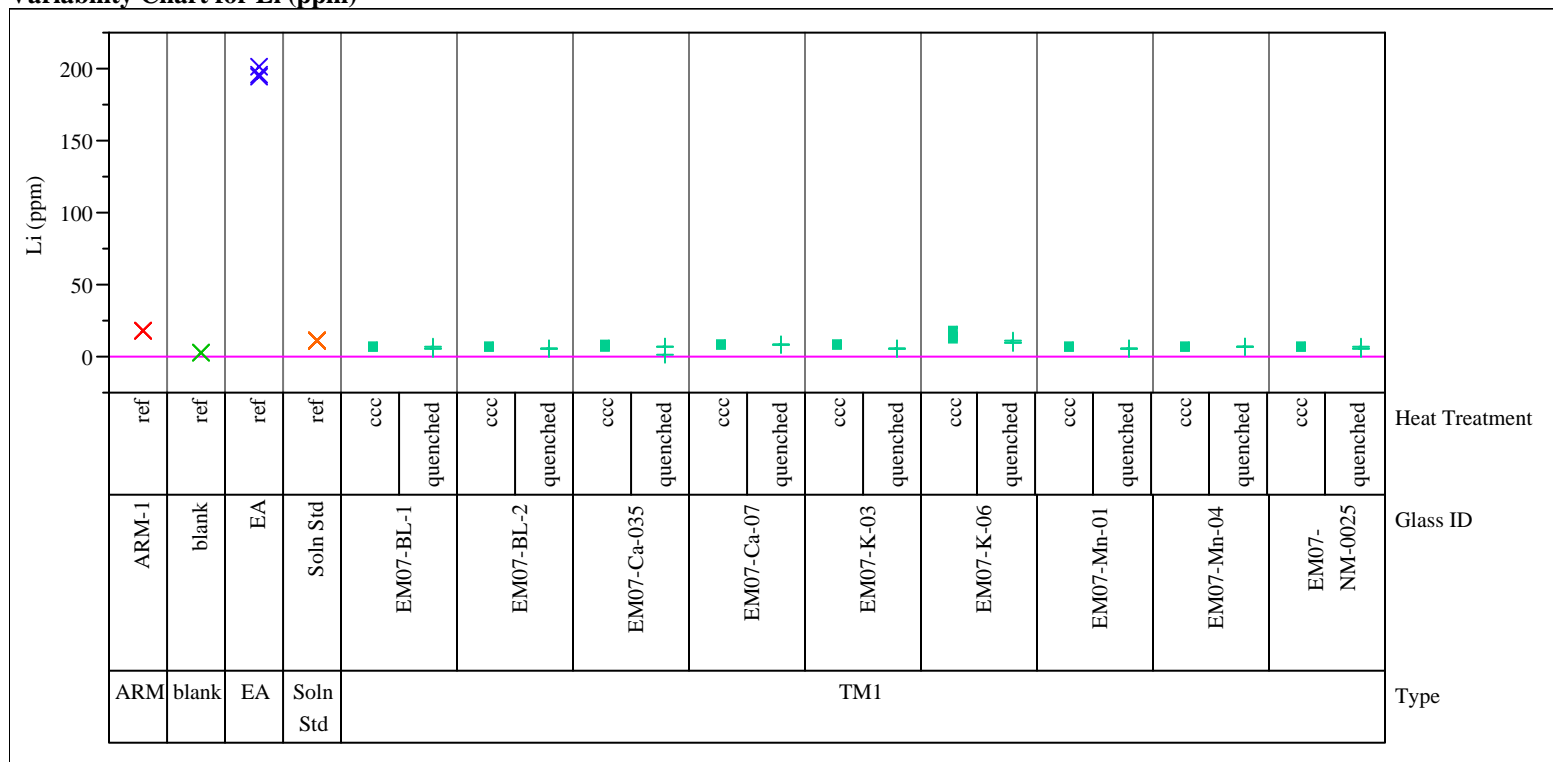 Variability Chart for Li (ppm)
200
150
100
50
0
Li (ppm)
ref
ref
ref
ref
ccc
quenched
ccc
quenched
ccc
quenched
ccc
quenched
ccc
quenched
ccc
quenched
ccc
quenched
ccc
quenched
ccc
quenched
Heat Treatment
ARM-1
blank
EA
Soln Std
EM07-BL-1
EM07-BL-2
EM07-Ca-035
EM07-Ca-07
EM07-K-03
EM07-K-06
EM07-Mn-01
EM07-Mn-04
EM07-
NM-0025
Glass ID
ARM
blank
EA
Soln
Std
TM1
Type